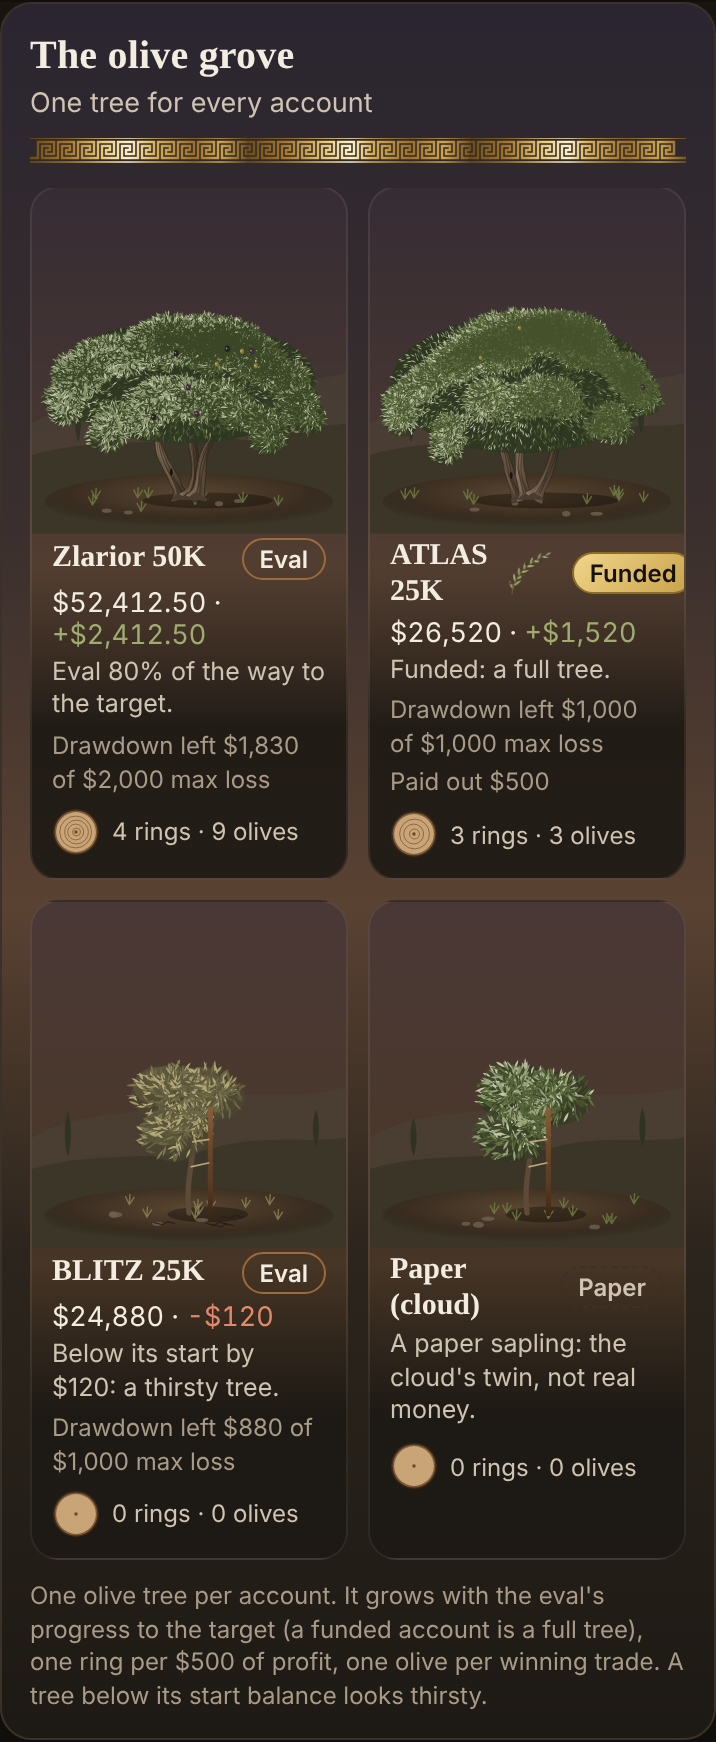 The olive grove
One tree for every account
Zlarior 50K
Eval
$52,412.50 ·
+$2,412.50
Eval 80% of the way to
the target.
Drawdown left $1,830
of $2,000 max loss
4 rings · 9 olives
ATLAS
25K
Funded
$26,520 · +$1,520
Funded: a full tree.
Drawdown left $1,000
of $1,000 max loss
Paid out $500
3 rings · 3 olives
BLITZ 25K
Eval
$24,880 · -$120
Below its start by
$120: a thirsty tree.
Drawdown left $880 of
$1,000 max loss
0 rings · 0 olives
Paper
(cloud)
Paper
A paper sapling: the
cloud's twin, not real
money.
0 rings · 0 olives
One olive tree per account. It grows with the eval's
progress to the target (a funded account is a full tree),
one ring per $500 of profit, one olive per winning trade. A
tree below its start balance looks thirsty.